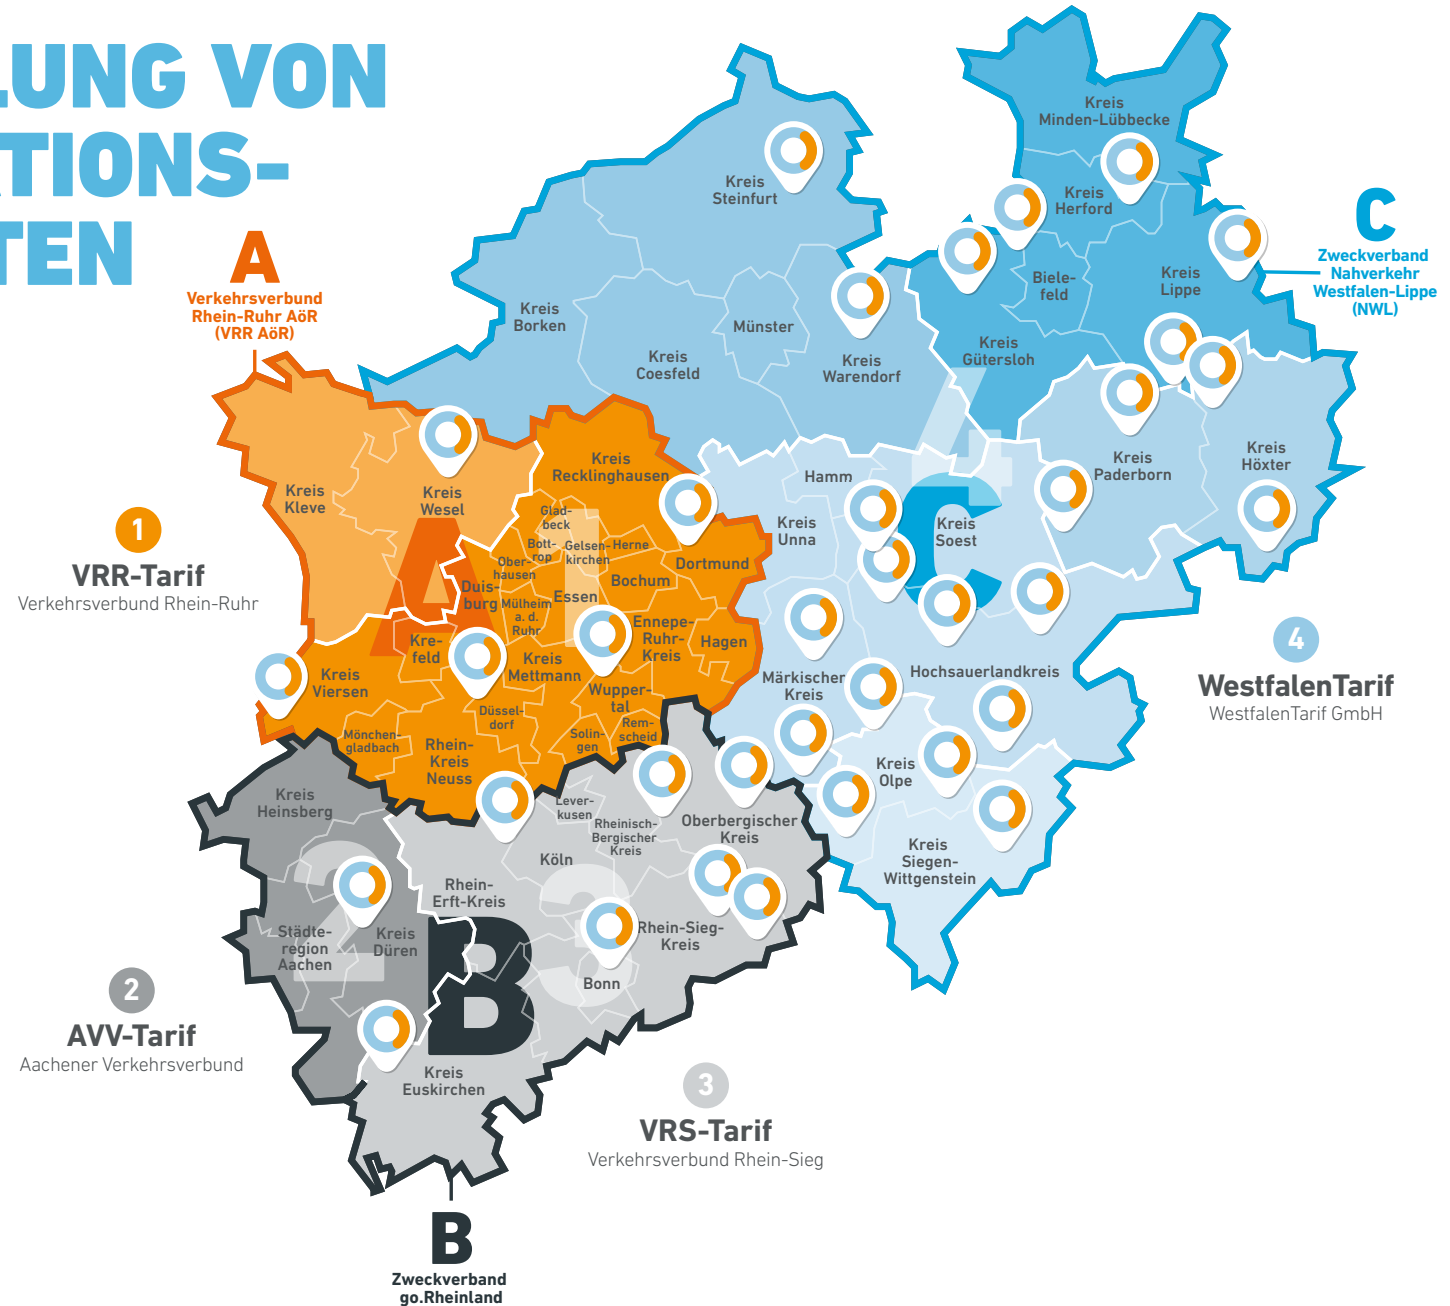 LUNG VON
TIONS-
TEN
A
Verkehrsverbund
Rhein-Ruhr AöR
(VRR AöR)
C
Zweckverband
Nahverkehr
Westfalen-Lippe
(NWL)
Kreis
Minden-Lübbecke
Kreis
Steinfurt
Kreis
Herford
Biele-
feld
Kreis
Lippe
Kreis
Borken
Münster
Kreis
Coesfeld
Kreis
Warendorf
Kreis
Gütersloh
4
Kreis
Kleve
Kreis
Wesel
Kreis
Recklinghausen
Hamm
Kreis
Paderborn
Kreis
Höxter
1
VRR-Tarif
Verkehrsverbund Rhein-Ruhr
A
1
Glad-
beck
Bott-
rop
Gelsen-
kirchen
Herne
Ober-
hausen
Duis-
burg
Mülheim
a. d.
Ruhr
Essen
Bochum
Dortmund
Kreis
Unna
C
Kreis
Soest
Kre-
feld
Kreis
Mettmann
Ennepe-
Ruhr-
Kreis
Hagen
Kreis
Viersen
Wupper-
tal
Märkischer
Kreis
Hochsauerlandkreis
4
WestfalenTarif
WestfalenTarif GmbH
Mönchen-
gladbach
Düssel-
dorf
Solin-
gen
Rem-
scheid
Rhein-
Kreis
Neuss
Kreis
Olpe
Kreis
Heinsberg
Lever-
kusen
Rheinisch-
Bergischer
Kreis
Oberbergischer
Kreis
Kreis
Siegen-
Wittgenstein
Köln
2
3
Rhein-
Erft-Kreis
Städte-
region
Aachen
Kreis
Düren
B
Rhein-Sieg-
Kreis
Bonn
2
AVV-Tarif
Aachener Verkehrsverbund
Kreis
Euskirchen
3
VRS-Tarif
Verkehrsverbund Rhein-Sieg
B
Zweckverband
go.Rheinland